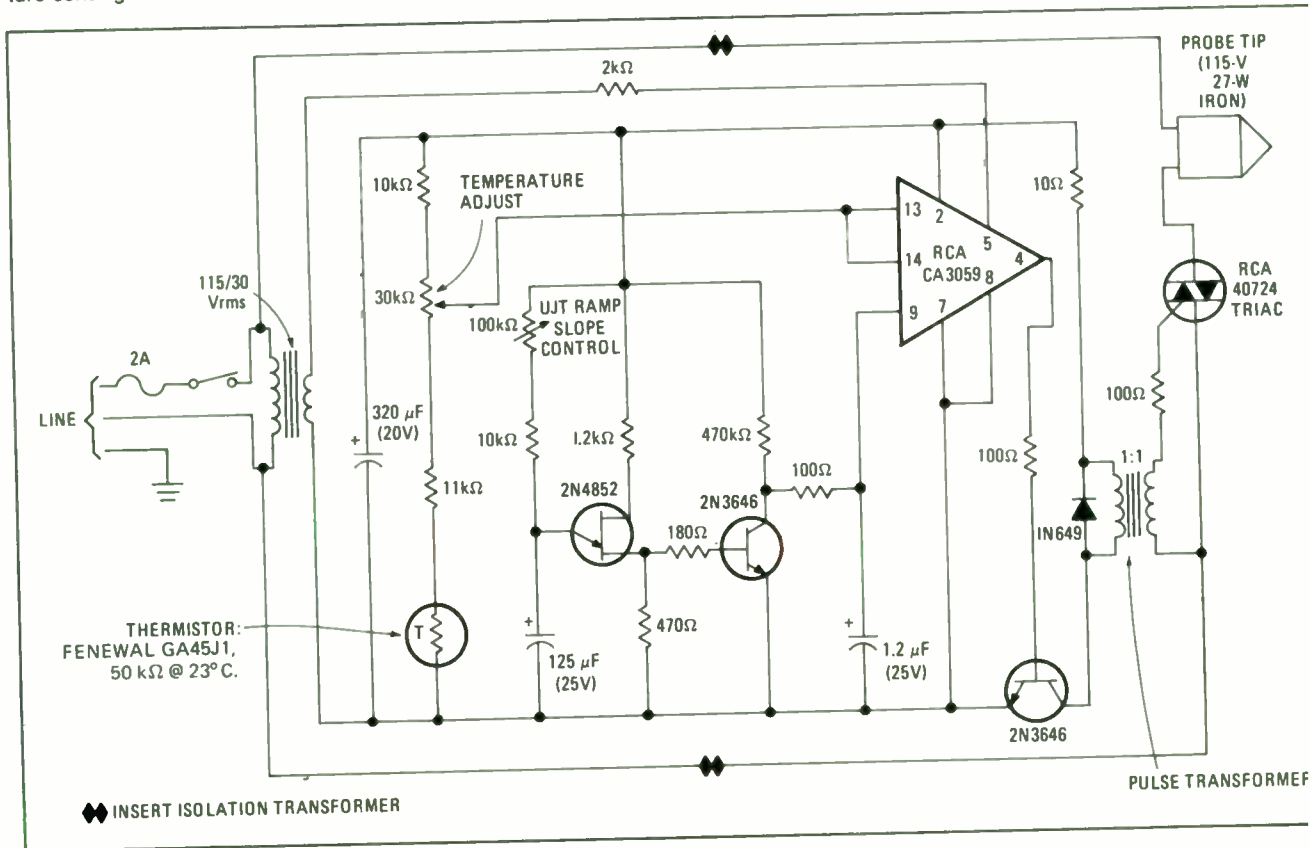 2kΩ
PROBE TIP
(115-V
27-W
IRON)
10kΩ
TEMPERATURE
ADJUST
10Ω
13
2
5
14
RCA
4
CA3059
8
7
9
115/30
Vrms
30kΩ
100kΩ
UJT RAMP
SLOPE
CONTROL
RCA
40724
TRIAC
2A
LINE
+
320 µF
(20V)
10kΩ
1.2kΩ
470kΩ
100Ω
100Ω
100Ω
11kΩ
2N4852
2N3646
180Ω
1:1
IN649
THERMISTOR:
FENEWAL GA45J1,
50 kΩ @ 23°C.
T
+
125 µF
(25V)
470Ω
+
1.2 µF
(25V)
2N3646
PULSE TRANSFORMER
INSERT ISOLATION TRANSFORMER